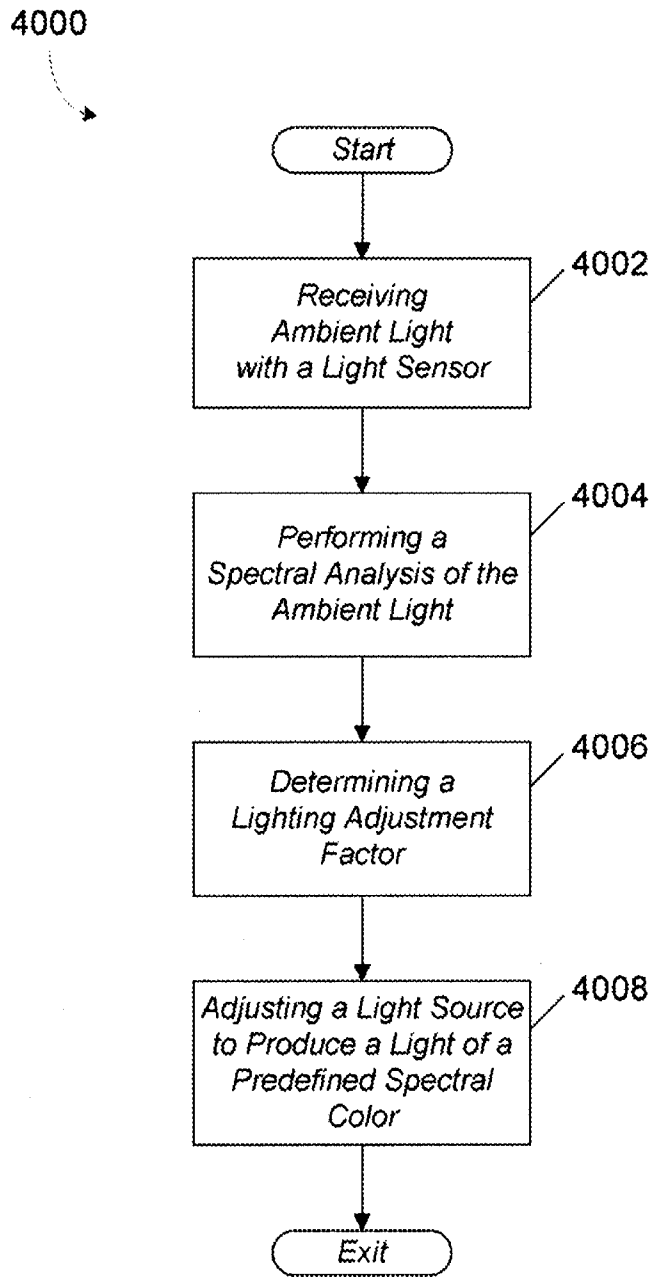 4000
Start
4002
Receiving
Ambient Light
with a Light Sensor
4004
Performing a
Spectral Analysis of the
Ambient Light
4006
Determining a
Lighting Adjustment
Factor
4008
Adjusting a Light Source
to Produce a Light of a
Predefined Spectral
Color
Exit